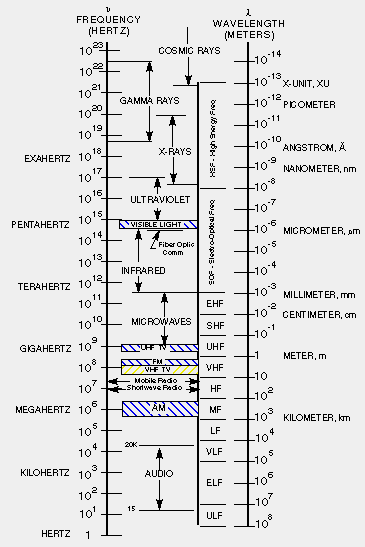 ν
FREQUENCY
(HERTZ)
λ
WAVELENGTH
(METERS)
COSMIC RAYS
10^23
10^22
10^21
10^20
10^19
10^18
10^17
10^16
10^15
10^14
10^13
10^12
10^11
10^10
10^9
10^8
10^7
10^6
10^5
10^4
10^3
10^2
10^1
1
EXAHERTZ
PENTAHERTZ
TERAHERTZ
GIGAHERTZ
MEGAHERTZ
KILOHERTZ
HERTZ
GAMMA RAYS
X-RAYS
ULTRAVIOLET
VISIBLE LIGHT
Fiber Optic
Comm
INFRARED
MICROWAVES
UHF TV
FM
VHF TV
Mobile Radio
Shortwave Radio
AM
20K
AUDIO
15
XSF - High Energy Freq
SOF - Electro-Optical Freq
EHF
SHF
UHF
VHF
HF
MF
LF
VLF
ELF
ULF
10^-14
10^-13
10^-12
10^-10
10^-9
10^-8
10^-7
10^-6
10^-5
10^-4
10^-3
10^-2
10^-1
1
10
10^2
10^3
10^4
10^5
10^6
10^7
10^8
X-UNIT, XU
PICOMETER
ANGSTROM, Å
NANOMETER, nm
MICROMETER, μm
MILLIMETER, mm
CENTIMETER, cm
METER, m
KILOMETER, km